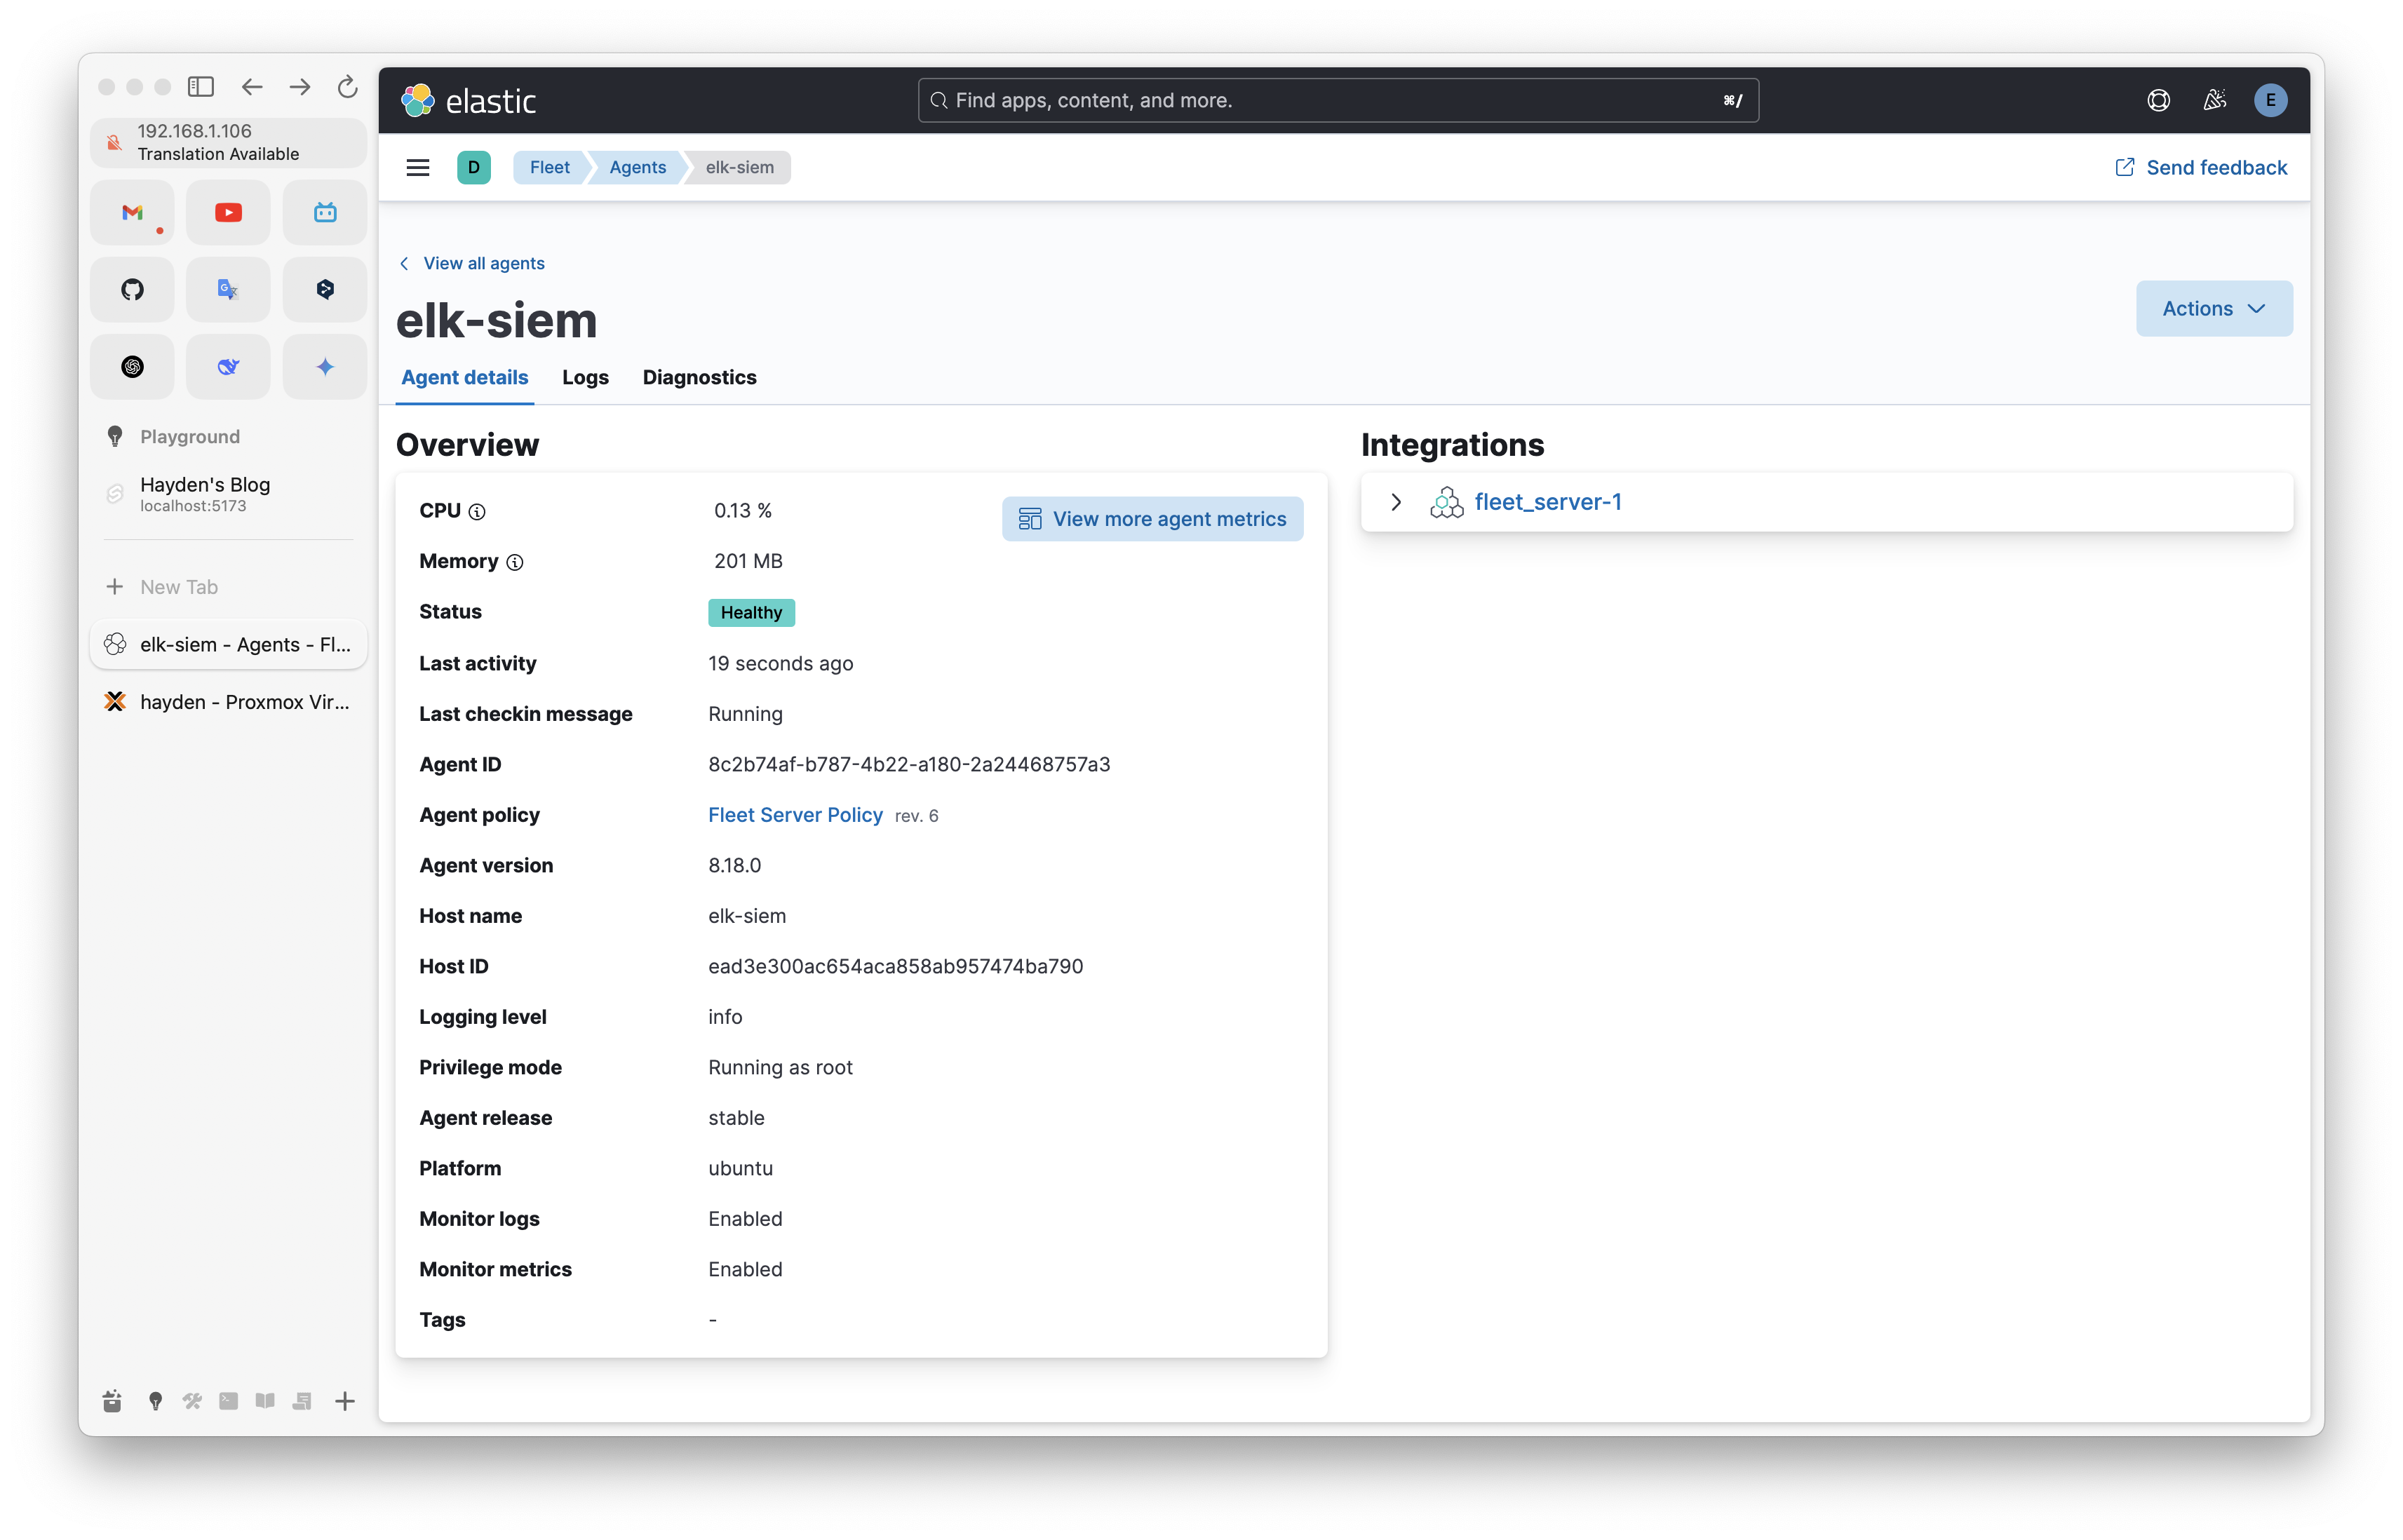 192.168.1.106
Translation Available
Playground
Hayden's Blog
localhost:5173
New Tab
elk-siem - Agents - Fl...
hayden - Proxmox Vir...
elastic
Find apps, content, and more.
⌘/
E
D
Fleet
Agents
elk-siem
Send feedback
View all agents
elk-siem
Actions
Agent details
Logs
Diagnostics
Overview
CPU 0.13 %
View more agent metrics
Memory 201 MB
Status Healthy
Last activity 19 seconds ago
Last checkin message Running
Agent ID 8c2b74af-b787-4b22-a180-2a24468757a3
Agent policy Fleet Server Policy rev. 6
Agent version 8.18.0
Host name elk-siem
Host ID ead3e300ac654aca858ab957474ba790
Logging level info
Privilege mode Running as root
Agent release stable
Platform ubuntu
Monitor logs Enabled
Monitor metrics Enabled
Tags -
Integrations
fleet_server-1